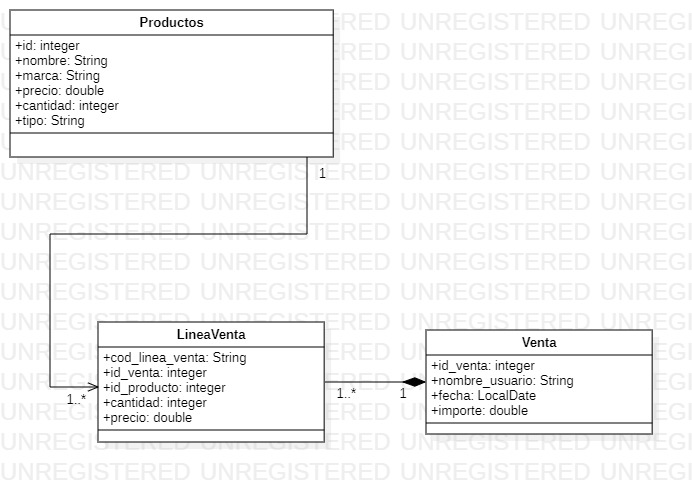 Productos
+id: integer
+nombre: String
+marca: String
+precio: double
+cantidad: integer
+tipo: String
1
LineaVenta
+cod_linea_venta: String
+id_venta: integer
+id_producto: integer
+cantidad: integer
+precio: double
1..*
1..*
1
Venta
+id_venta: integer
+nombre_usuario: String
+fecha: LocalDate
+importe: double
UNREGISTERED